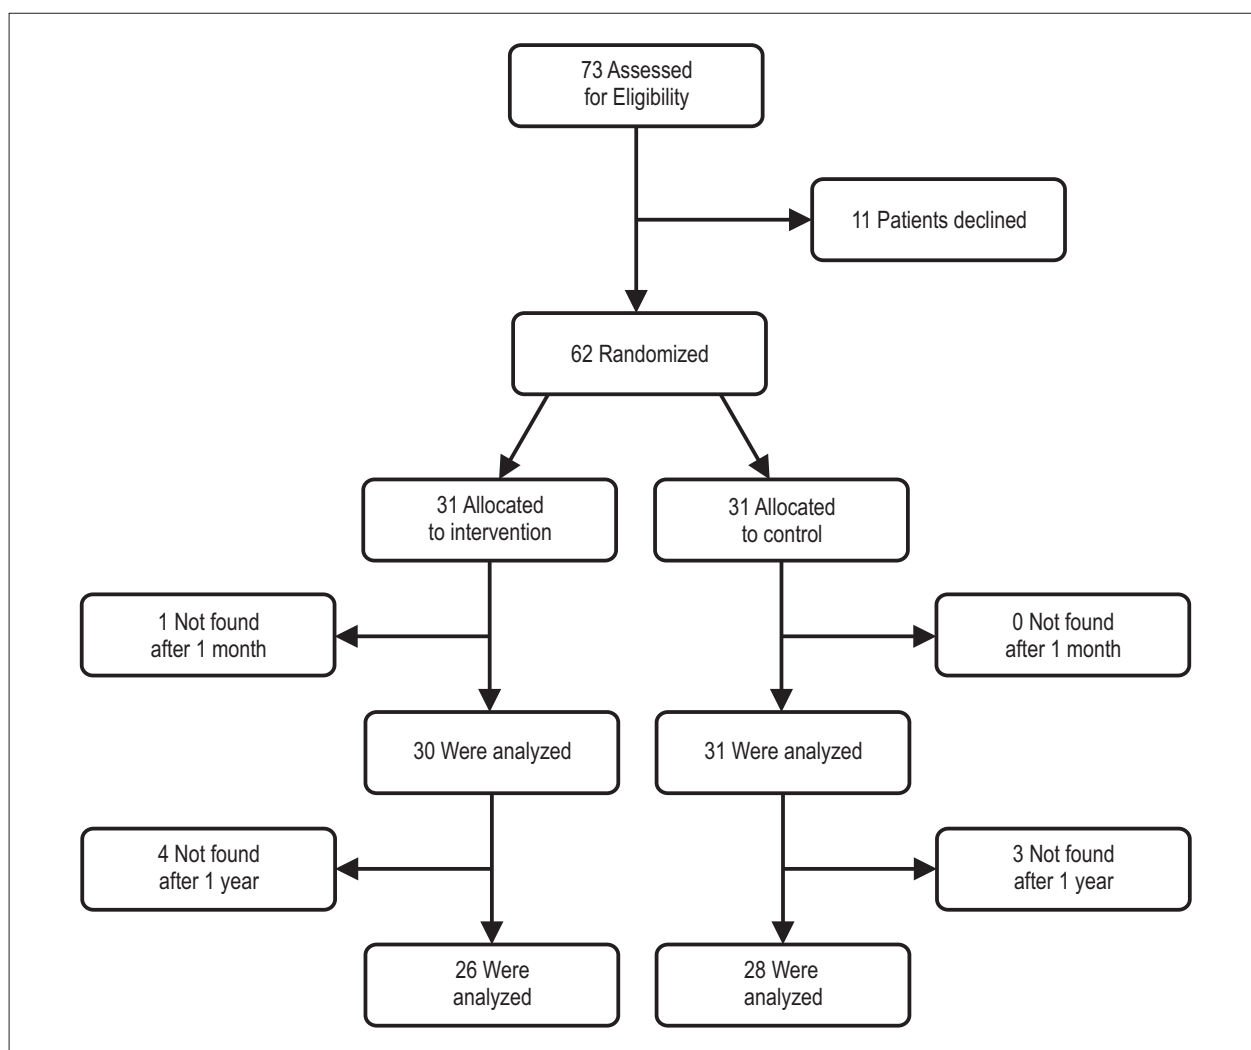 73 Assessed
for Eligibility
11 Patients declined
62 Randomized
31 Allocated
to intervention
31 Allocated
to control
1 Not found
after 1 month
0 Not found
after 1 month
30 Were analyzed
31 Were analyzed
4 Not found
after 1 year
3 Not found
after 1 year
26 Were
analyzed
28 Were
analyzed